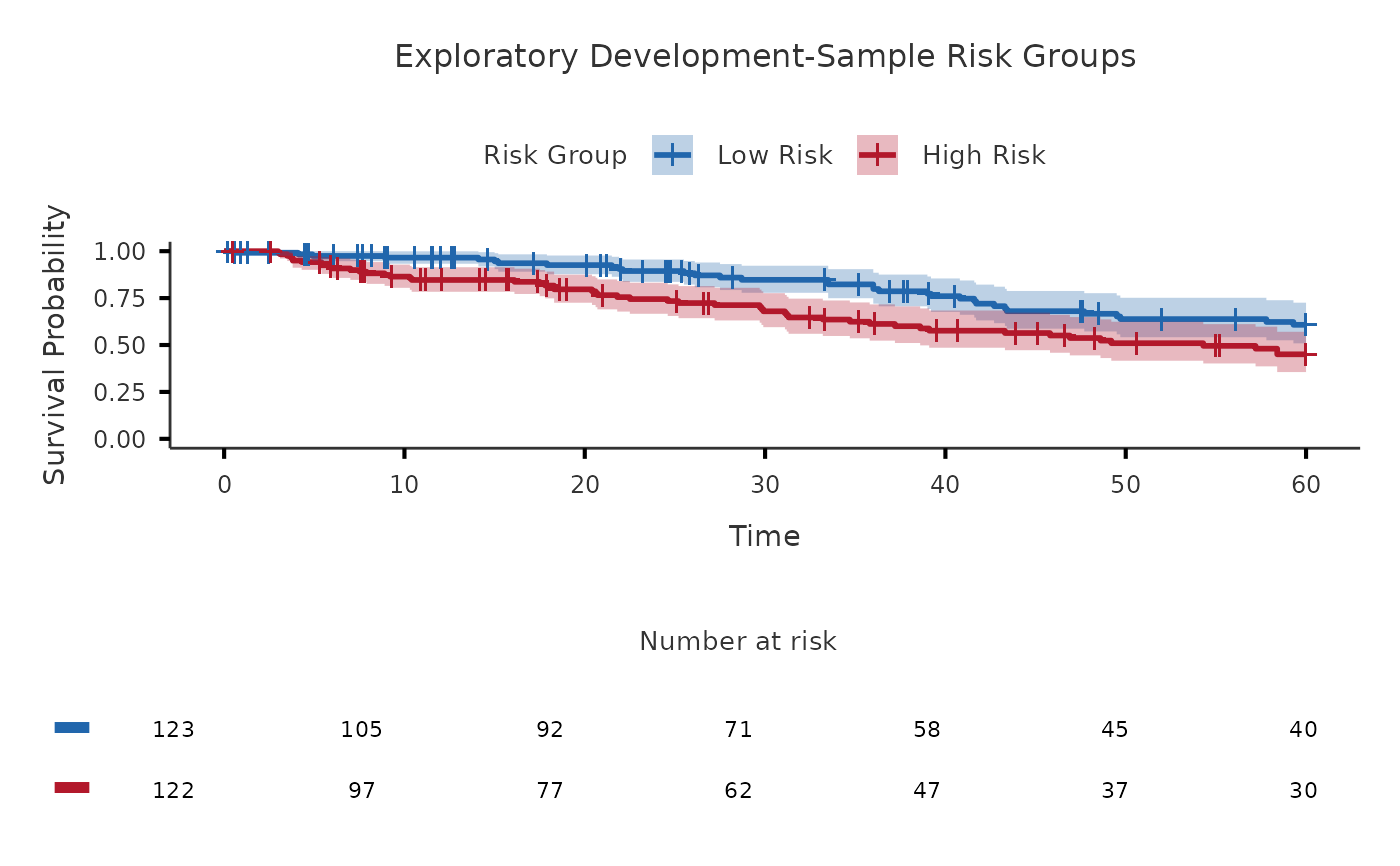 Exploratory Development-Sample Risk Groups
Risk Group Low Risk High Risk
Survival Probability
1.00
0.75
0.50
0.25
0.00
0 10 20 30 40 50 60
Time
Number at risk
123 105 92 71 58 45 40
122 97 77 62 47 37 30